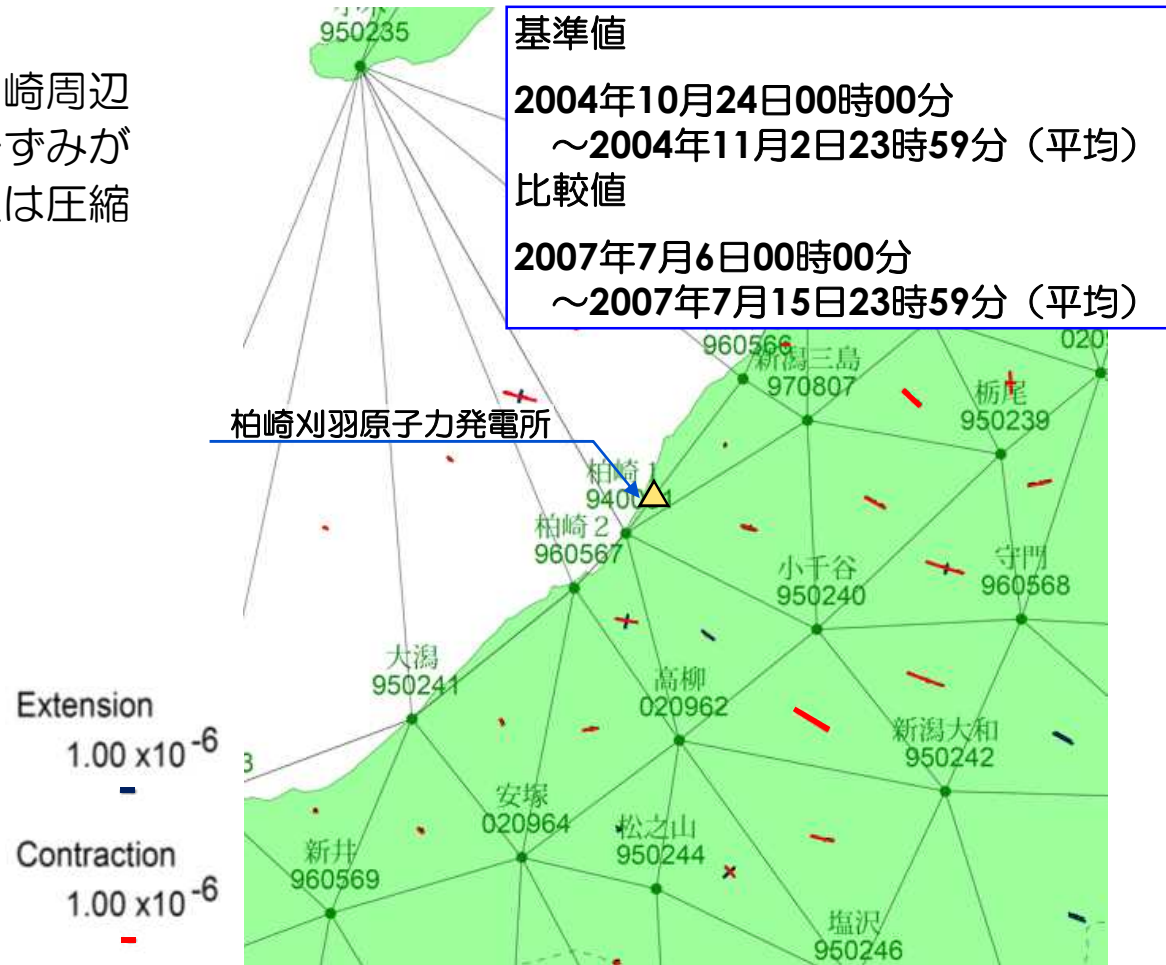 950235
基準値
2004年10月24日00時00分
～2004年11月2日23時59分（平均）
比較値
2007年7月6日00時00分
～2007年7月15日23時59分（平均）
崎周辺
ずみが
は圧縮
960566
新潟三島
970807
020
栃尾
950239
柏崎刈羽原子力発電所
柏崎１
柏崎２
960567
小千谷
950240
守門
960568
大潟
950241
高柳
020962
新潟大和
950242
Extension
1.00 x10⁻⁶
安塚
020964
松之山
950244
Contraction
1.00 x10⁻⁶
新井
960569
塩沢
950246